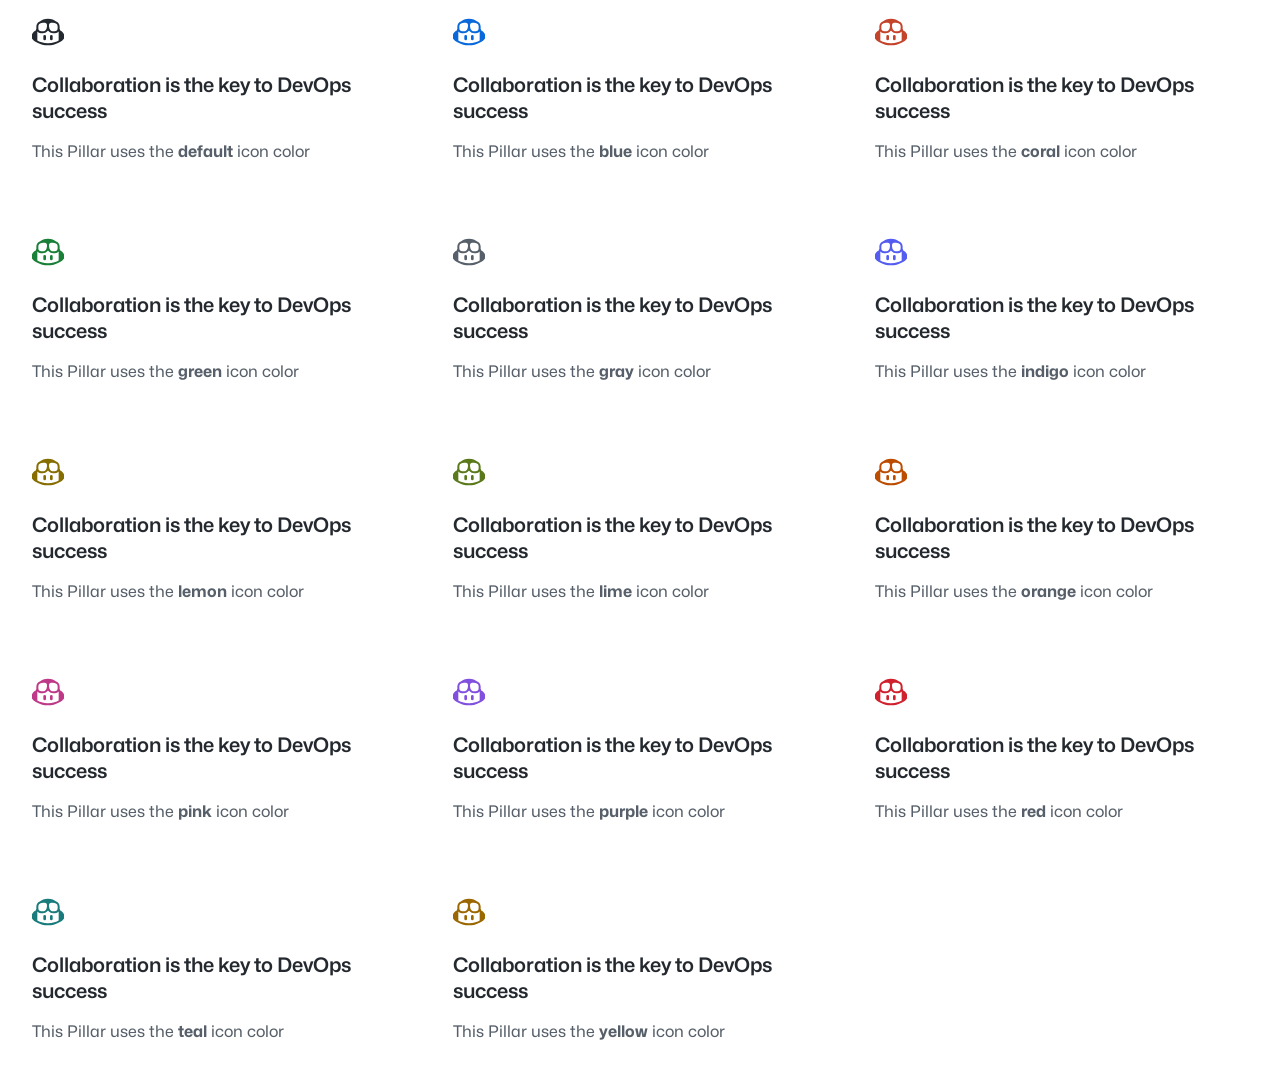 Collaboration is the key to DevOps
success
This Pillar uses the default icon color
Collaboration is the key to DevOps
success
This Pillar uses the blue icon color
Collaboration is the key to DevOps
success
This Pillar uses the coral icon color
Collaboration is the key to DevOps
success
This Pillar uses the green icon color
Collaboration is the key to DevOps
success
This Pillar uses the gray icon color
Collaboration is the key to DevOps
success
This Pillar uses the indigo icon color
Collaboration is the key to DevOps
success
This Pillar uses the lemon icon color
Collaboration is the key to DevOps
success
This Pillar uses the lime icon color
Collaboration is the key to DevOps
success
This Pillar uses the orange icon color
Collaboration is the key to DevOps
success
This Pillar uses the pink icon color
Collaboration is the key to DevOps
success
This Pillar uses the purple icon color
Collaboration is the key to DevOps
success
This Pillar uses the red icon color
Collaboration is the key to DevOps
success
This Pillar uses the teal icon color
Collaboration is the key to DevOps
success
This Pillar uses the yellow icon color